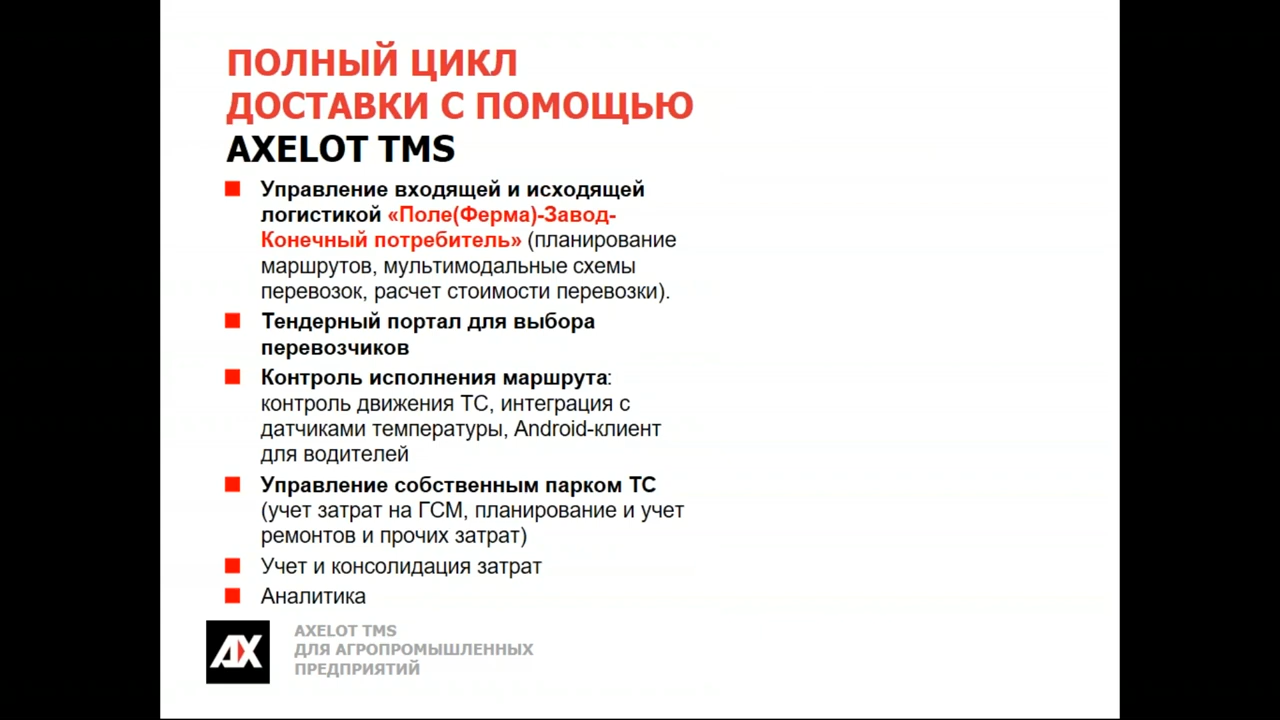 ПОЛНЫЙ ЦИКЛ
ДОСТАВКИ С ПОМОЩЬЮ
AXELOT TMS
Управление входящей и исходящей
логистикой «Поле(Ферма)-Завод-
Конечный потребитель» (планирование
маршрутов, мультимодальные схемы
перевозок, расчет стоимости перевозки).
Тендерный портал для выбора
перевозчиков
Контроль исполнения маршрута:
контроль движения ТС, интеграция с
датчиками температуры, Android-клиент
для водителей
Управление собственным парком ТС
(учет затрат на ГСМ, планирование и учет
ремонтов и прочих затрат)
Учет и консолидация затрат
Аналитика
AX
AXELOT TMS
ДЛЯ АГРОПРОМЫШЛЕННЫХ
ПРЕДПРИЯТИЙ